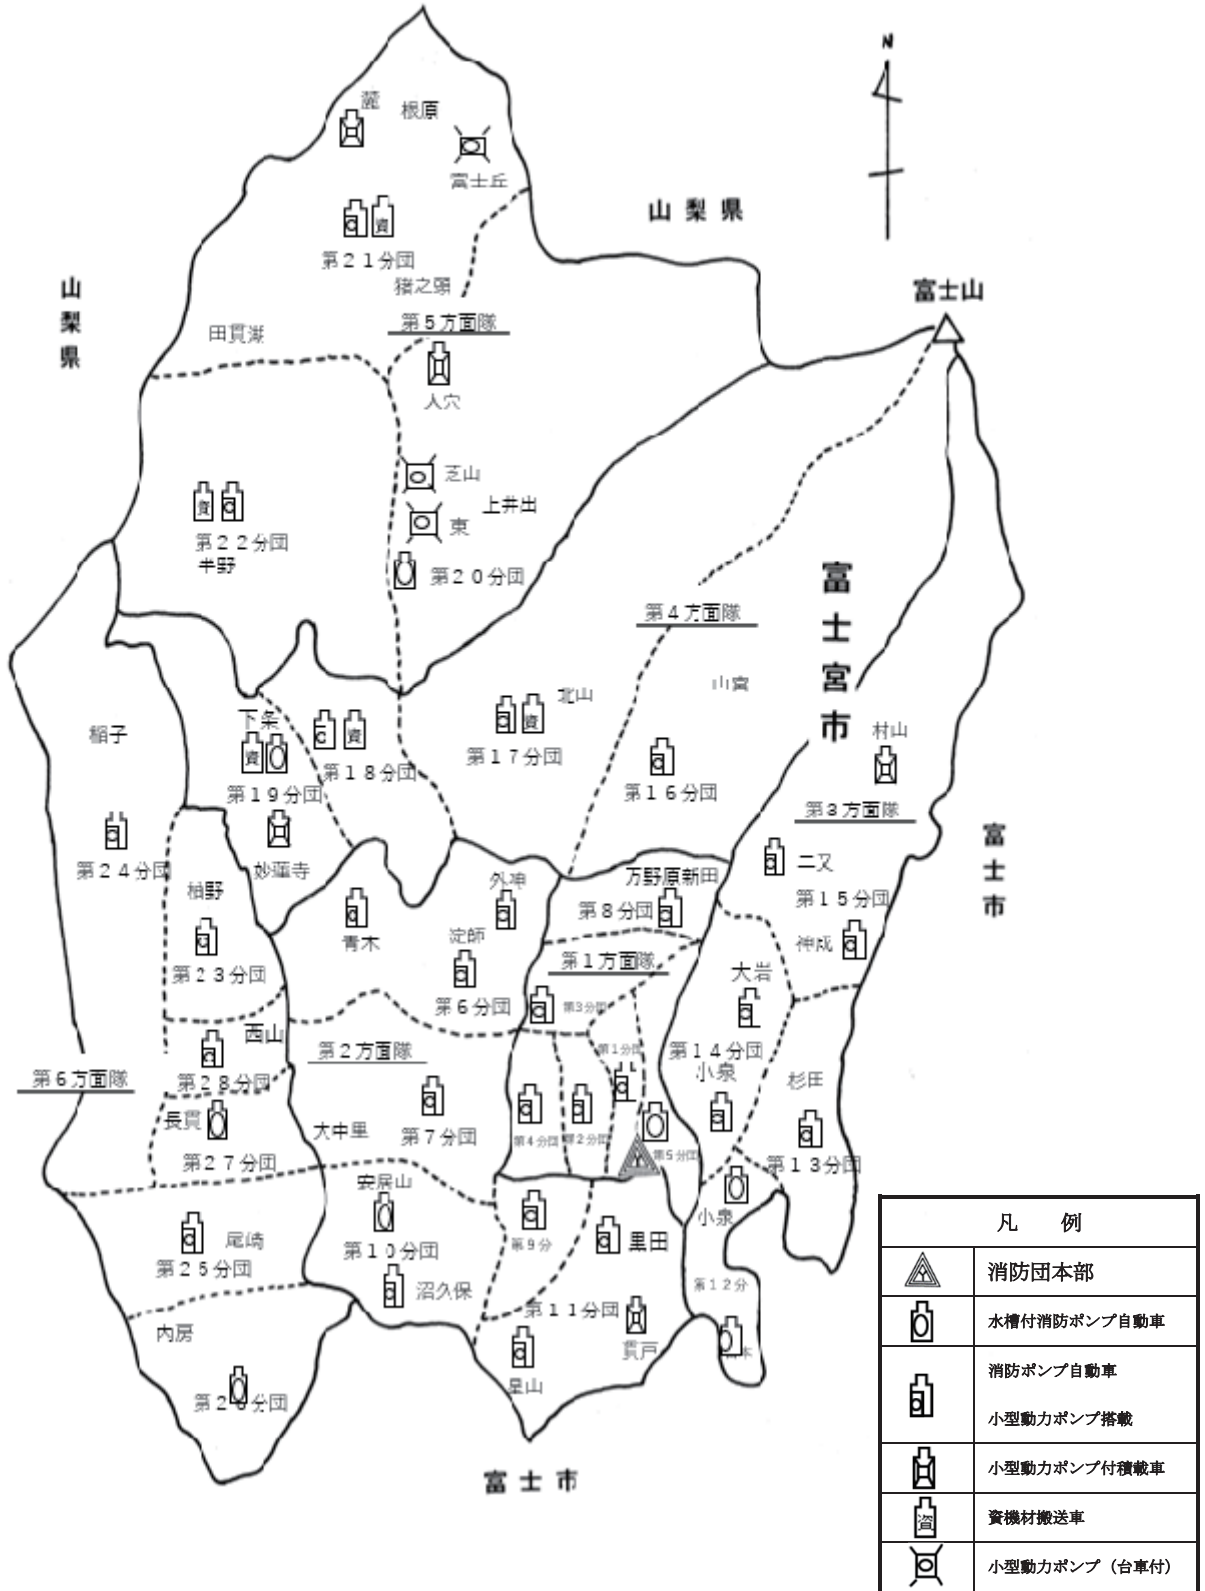 N
麓
根原
富士丘
山梨県
第21分団
猪之頭
富士山
山梨県
第5方面隊
田貫湖
人穴
芝山
上井出
東
第22分団
半野
第20分団
富士宮市
第4方面隊
山宮
北山
稲子
下条
村山
第17分団
第18分団
第16分団
第19分団
第3方面隊
富士市
第24分団
妙蓮寺
柚野
外神
万野原新田
二又
第15分団
第8分団
青木
淀師
神成
第1方面隊
第23分団
大岩
第6分団
第3分団
西山
第2方面隊
第1分団
第14分団
第6方面隊
第28分団
小泉
杉田
長貫
大中里
第7分団
第4分団
第2分団
第5分団
第27分団
第13分団
安居山
小泉
尾崎
第10分団
第9分
黒田
第25分団
沼久保
第12分
第11分団
内房
貫戸
星山
第26分団
富士市
凡例
消防団本部
水槽付消防ポンプ自動車
消防ポンプ自動車
小型動力ポンプ搭載
小型動力ポンプ付積載車
資 資機材搬送車
小型動力ポンプ（台車付）